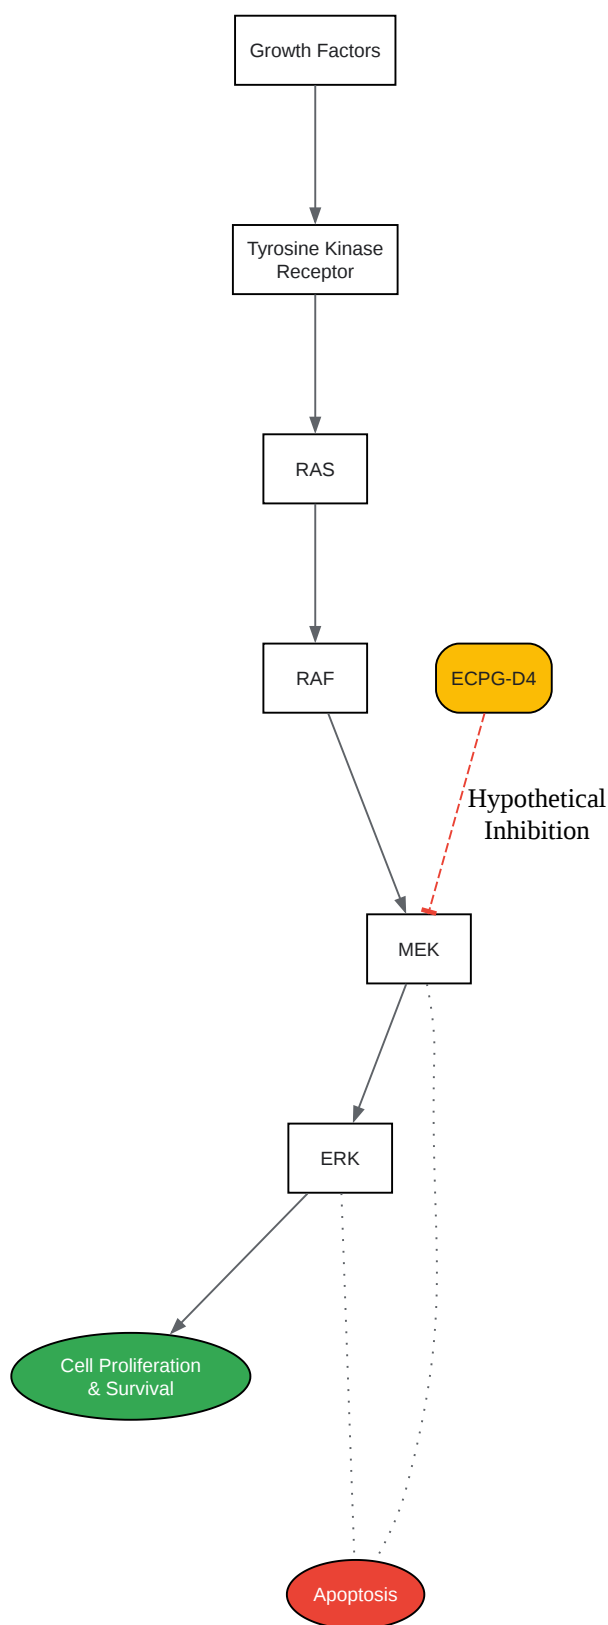 Growth Factors
Tyrosine Kinase
Receptor
RAS
RAF
ECPG-D4
Hypothetical
Inhibition
MEK
ERK
Cell Proliferation
& Survival
Apoptosis